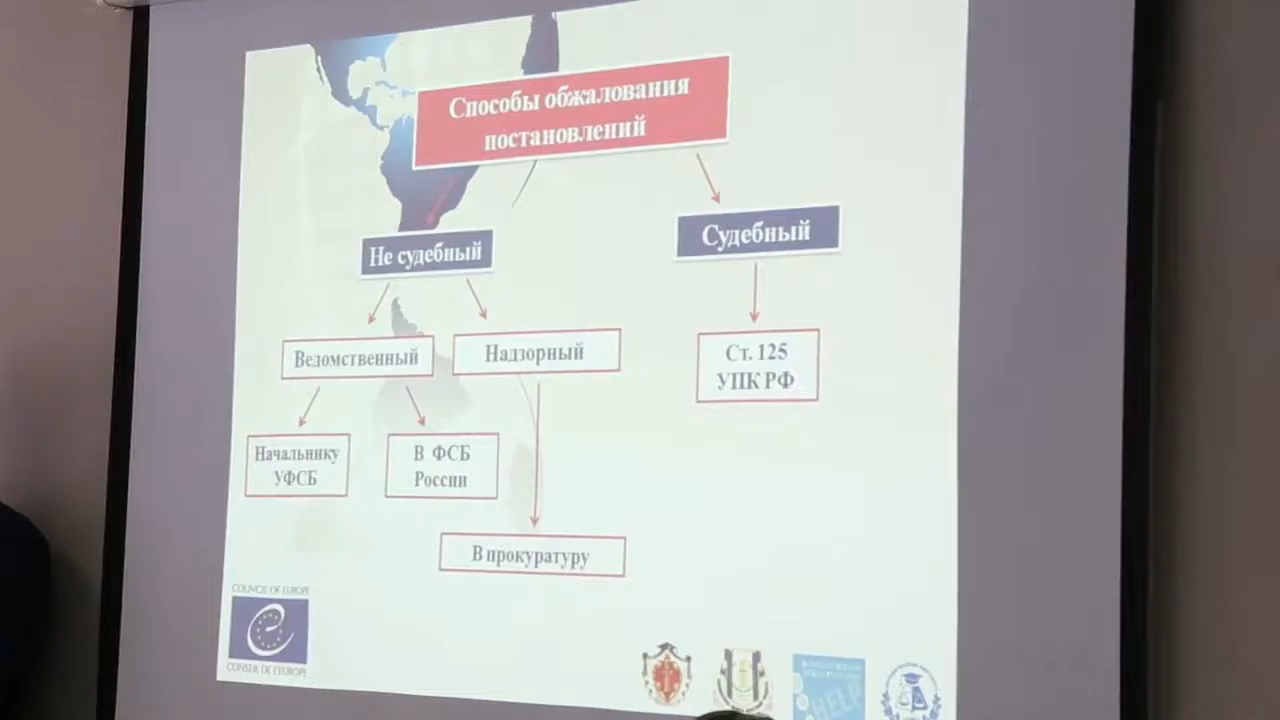 Способы обжалования
постановлений
Не судебный
Судебный
Ведомственный
Надзорный
Ст. 125
УПК РФ
Начальнику
УФСБ
В ФСБ
России
В прокуратуру
COUNCIL OF EUROPE
CONSEIL DE L'EUROPE
HELP